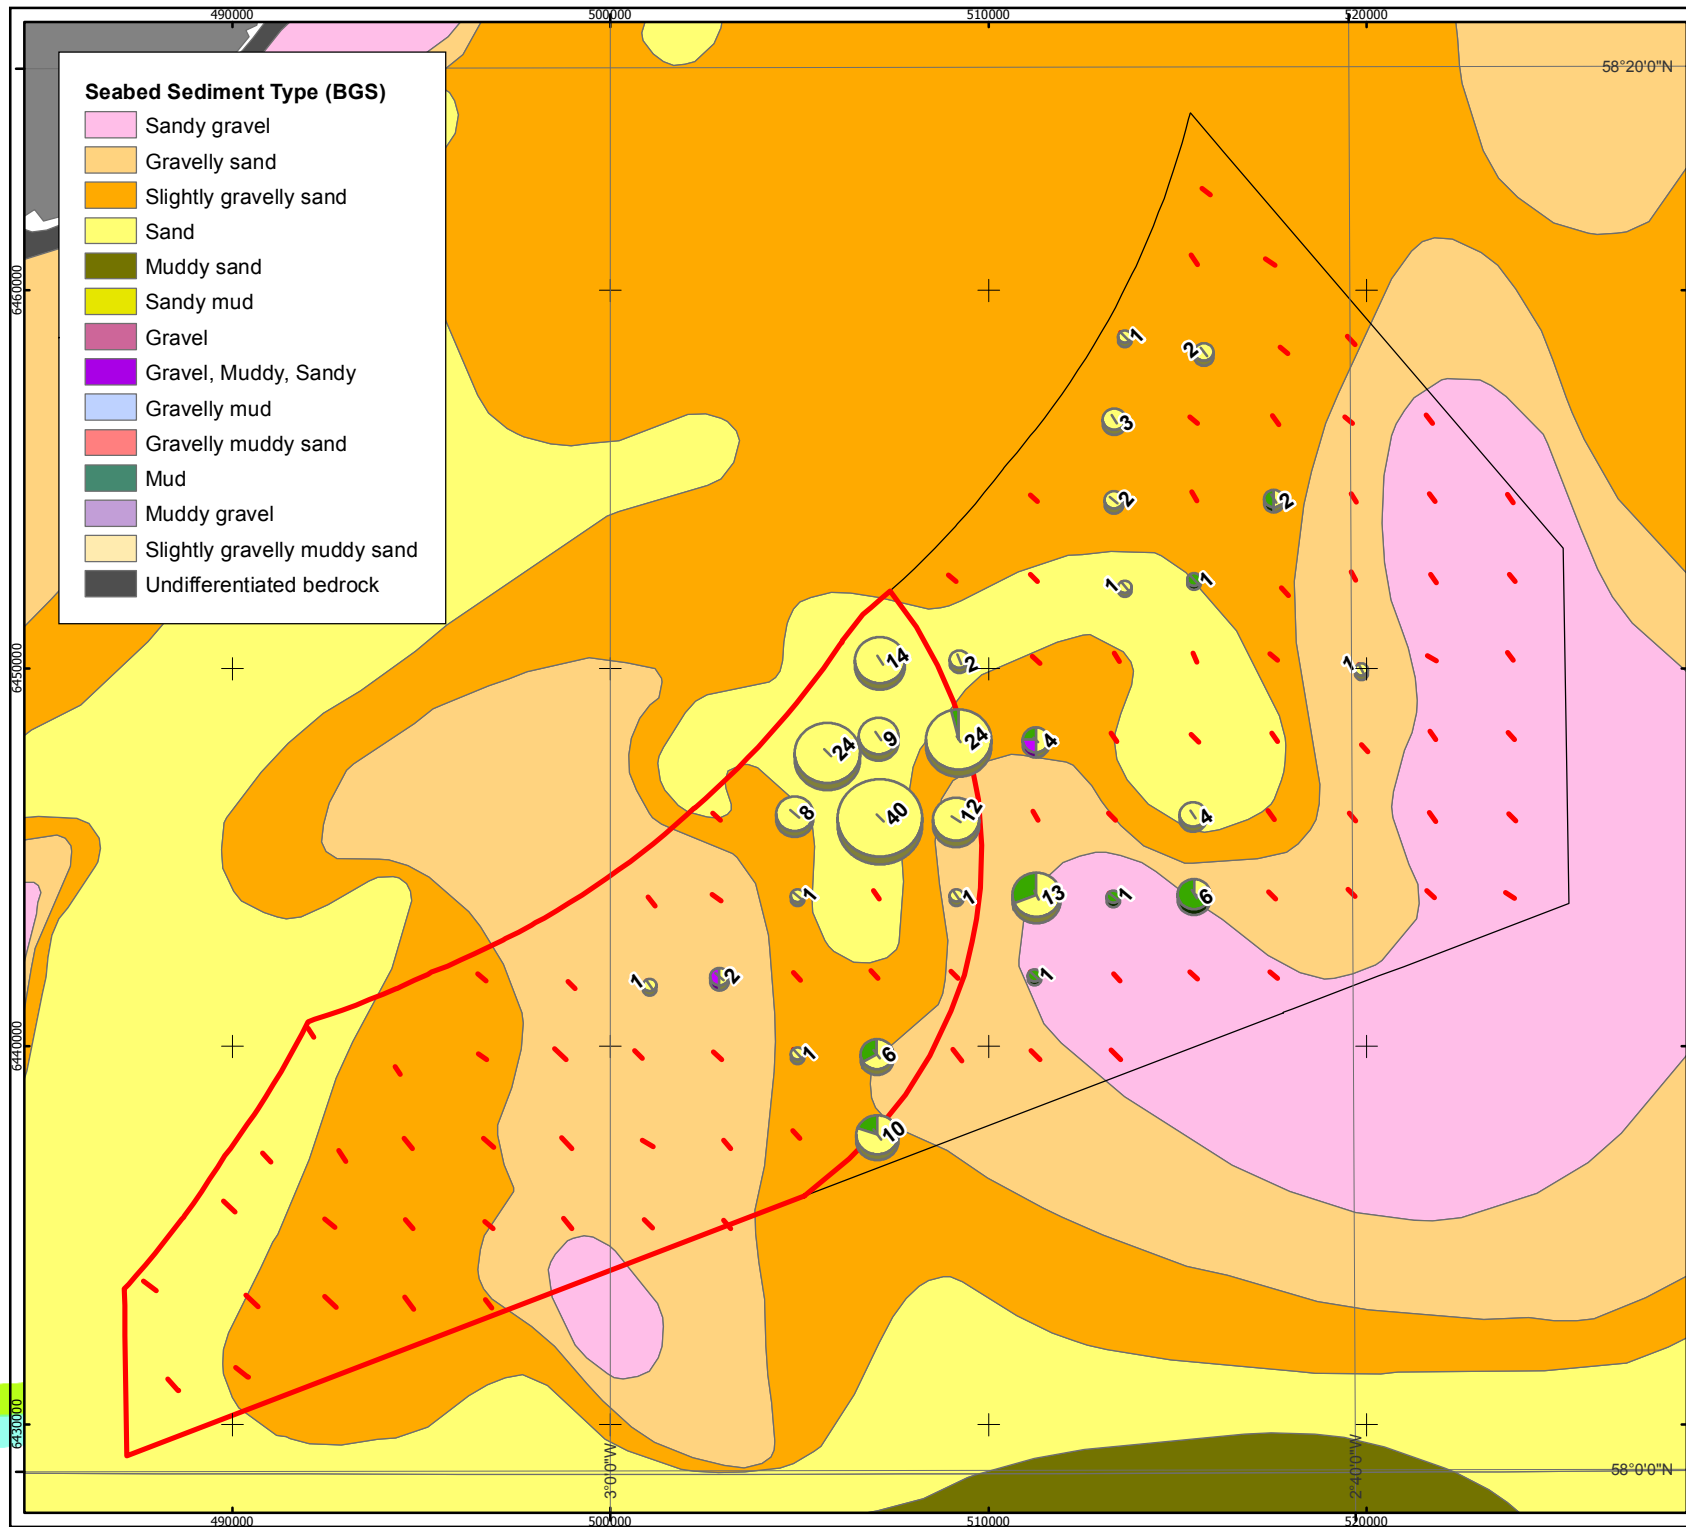 490000
500000
510000
520000
58°20'0"N
Seabed Sediment Type (BGS)
Sandy gravel
Gravelly sand
Slightly gravelly sand
Sand
Muddy sand
Sandy mud
Gravel
Gravel, Muddy, Sandy
Gravelly mud
Gravelly muddy sand
Mud
Muddy gravel
Slightly gravelly muddy sand
Undifferentiated bedrock
6460000
1
2
3
2
2
1
1
6450000
14
2
1
24
9
24
4
8
40
12
4
1
1
13
1
6
1
2
1
6440000
1
6
10
6430000
3°0'0"W
2°40'0"W
58°0'0"N
490000
500000
510000
520000